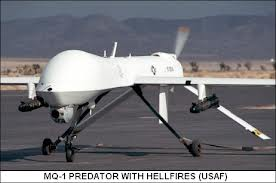 MQ-1 PREDATOR WITH HELLFIRES (USAF)